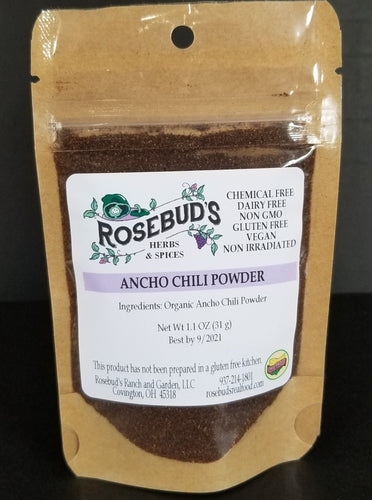 ROSEBUD'S
HERBS
& SPICES
CHEMICAL FREE
DAIRY FREE
NON GMO
GLUTEN FREE
VEGAN
NON IRRADIATED
ANCHO CHILI POWDER
Ingredients: Organic Ancho Chili Powder
Net Wt 1.1 OZ (31 g)
Best by 9/2021
This product has not been prepared in a gluten free kitchen.
Rosebud's Ranch and Garden, LLC
Covington, OH 45318
937-214-1801
rosebudsrealfood.com